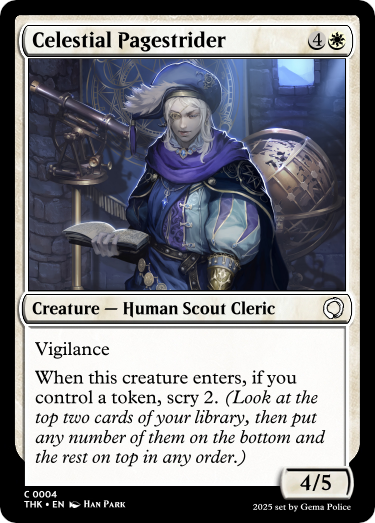 Celestial Pagestrider 4
Creature — Human Scout Cleric
Vigilance
When this creature enters, if you
control a token, scry 2. (Look at the
top two cards of your library, then put
any number of them on the bottom and
the rest on top in any order.)
4/5
C 0004
THK • EN Han Park
2025 set by Gema Police